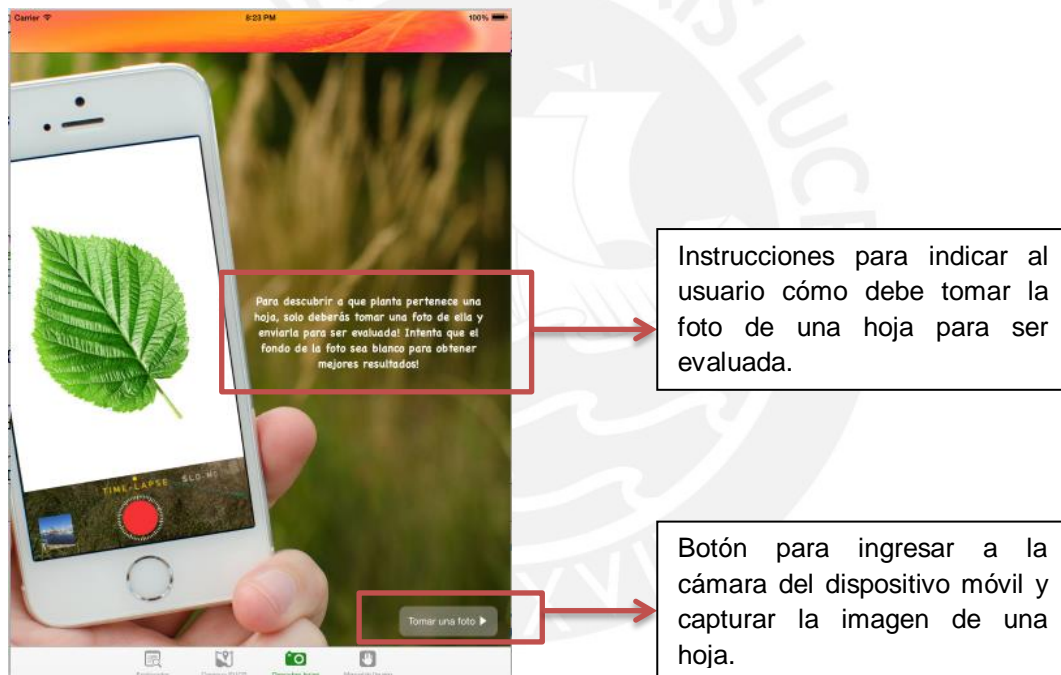 Carrier
8:23 PM
100%
Para descubrir a que planta pertenece una
hoja, solo deberás tomar una foto de ella y
enviarla para ser evaluada! Intenta que el
fondo de la foto sea blanco para obtener
mejores resultados!
TIME-LAPSE SLO-MO
Tomar una foto
Instrucciones para indicar al
usuario cómo debe tomar la
foto de una hoja para ser
evaluada.
Botón para ingresar a la
cámara del dispositivo móvil y
capturar la imagen de una
hoja.